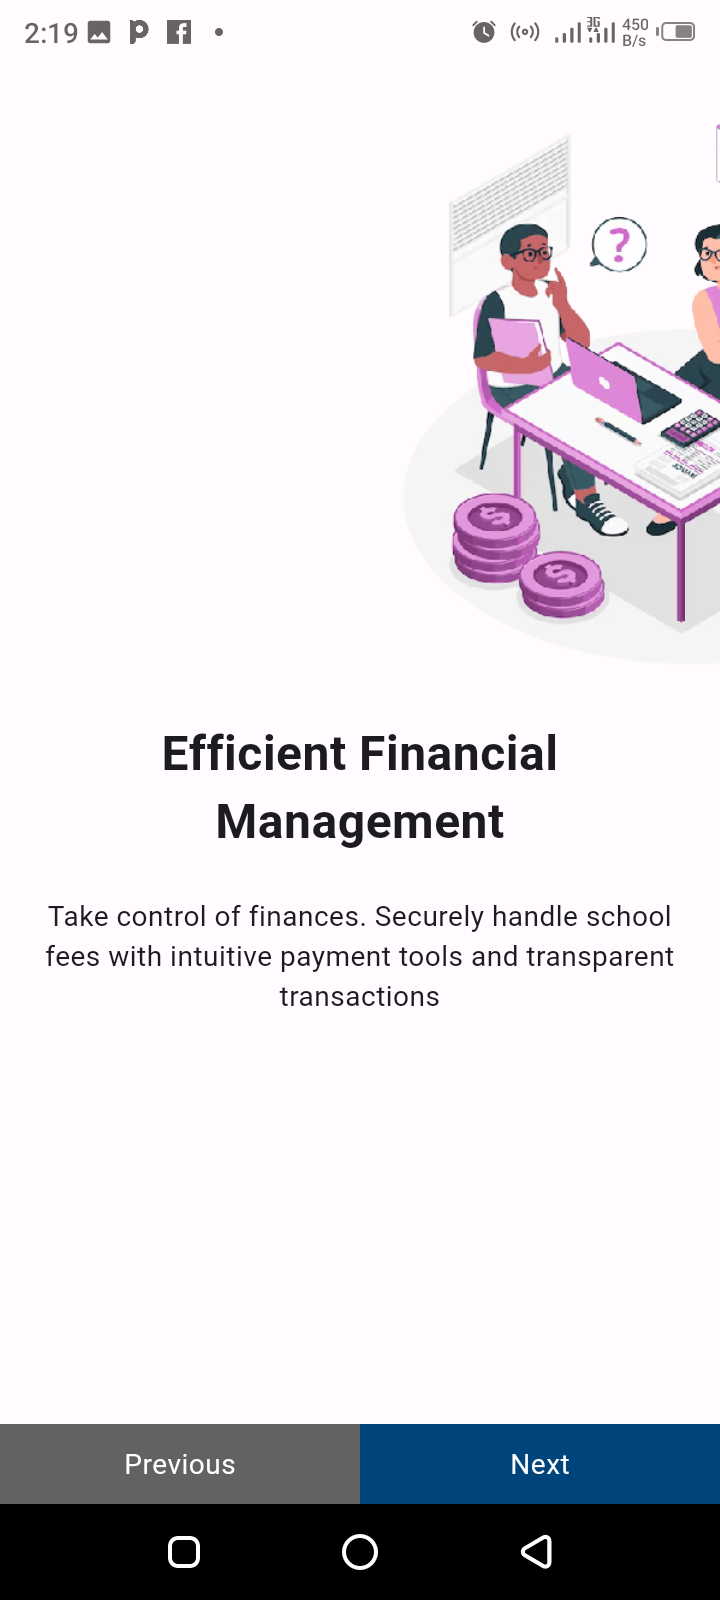 2:19
3G
450
B/s
?
$
$
Efficient Financial
Management
Take control of finances. Securely handle school
fees with intuitive payment tools and transparent
transactions
Previous
Next